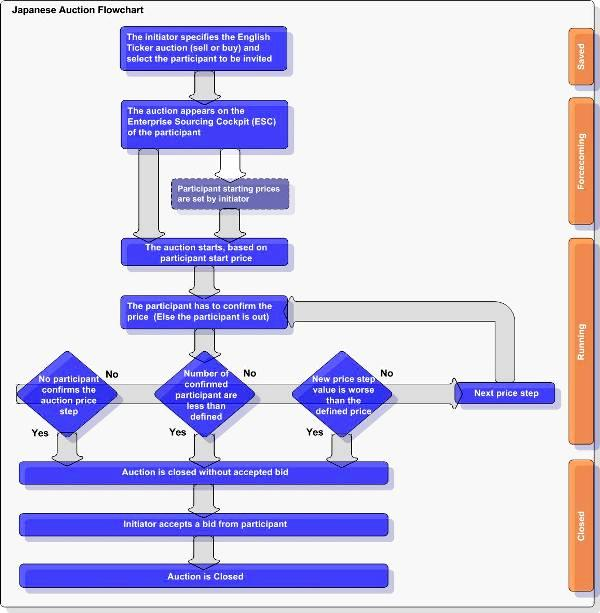 Japanese Auction Flowchart
The initiator specifies the English
Ticker auction (sell or buy) and
select the participant to be invited
Saved
The auction appears on the
Enterprise Sourcing Cockpit (ESC)
of the participant
Forcecoming
Participant starting prices
are set by initiator
The auction starts, based on
participant start price
Running
The participant has to confirm the
price (Else the participant is out)
No participant
confirms the
auction price
step
No
Yes
Number of
confirmed
participant are
less than
defined
No
Yes
New price step
value is worse
than the
defined price
No
Yes
Next price step
Auction is closed without accepted bid
Closed
Initiator accepts a bid from participant
Auction is Closed